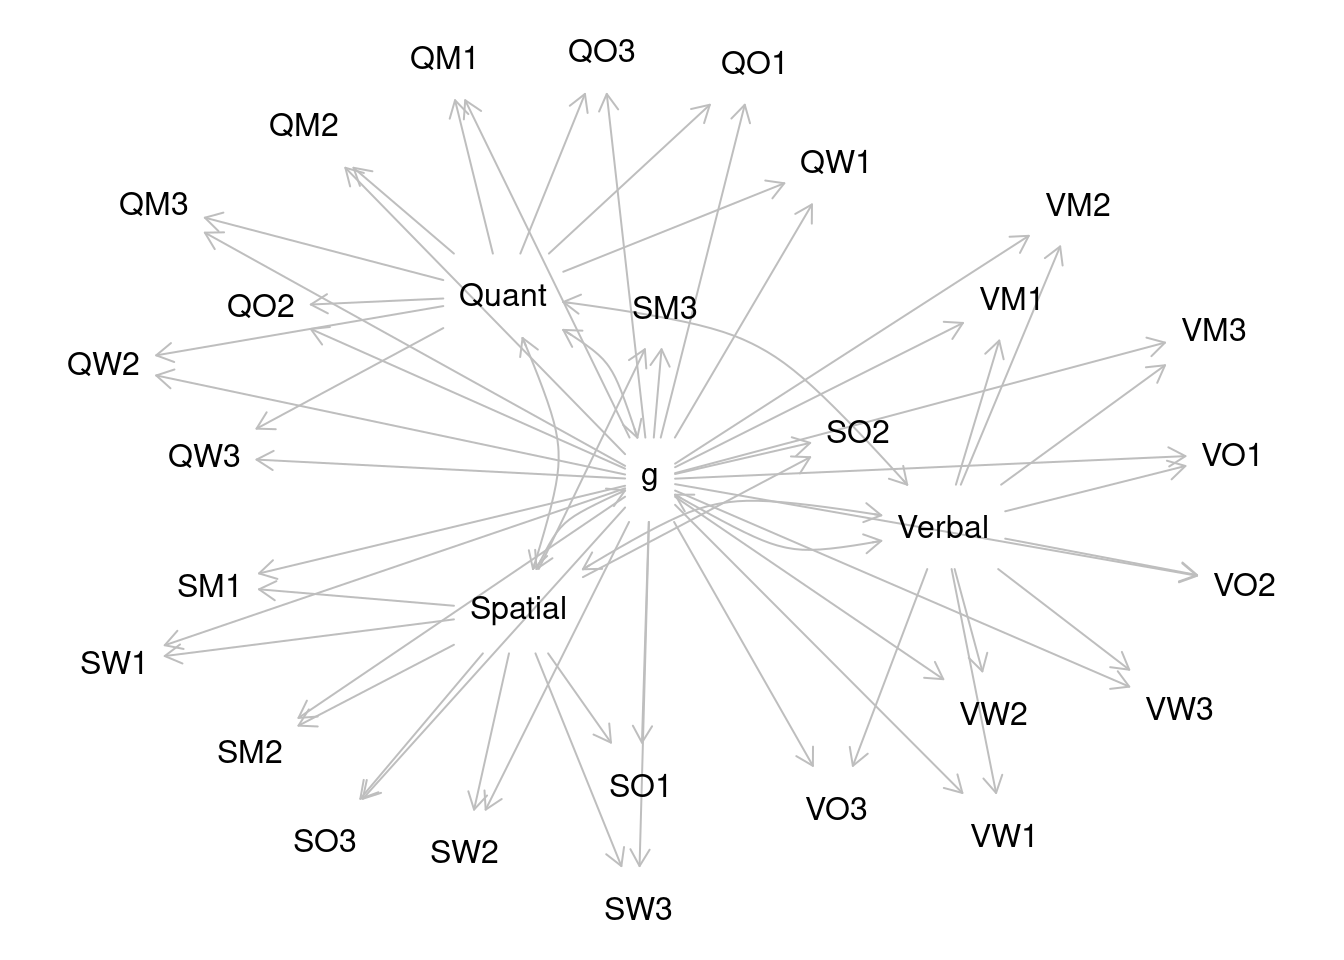 QM1
QO3
QO1
QM2
QW1
QM3
VM2
Quant
SM3
VM1
QO2
VM3
QW2
SO2
QW3
g
VO1
Verbal
SM1
Spatial
VO2
SW1
VW2
VW3
SM2
SO1
VO3
SO3
SW2
VW1
SW3